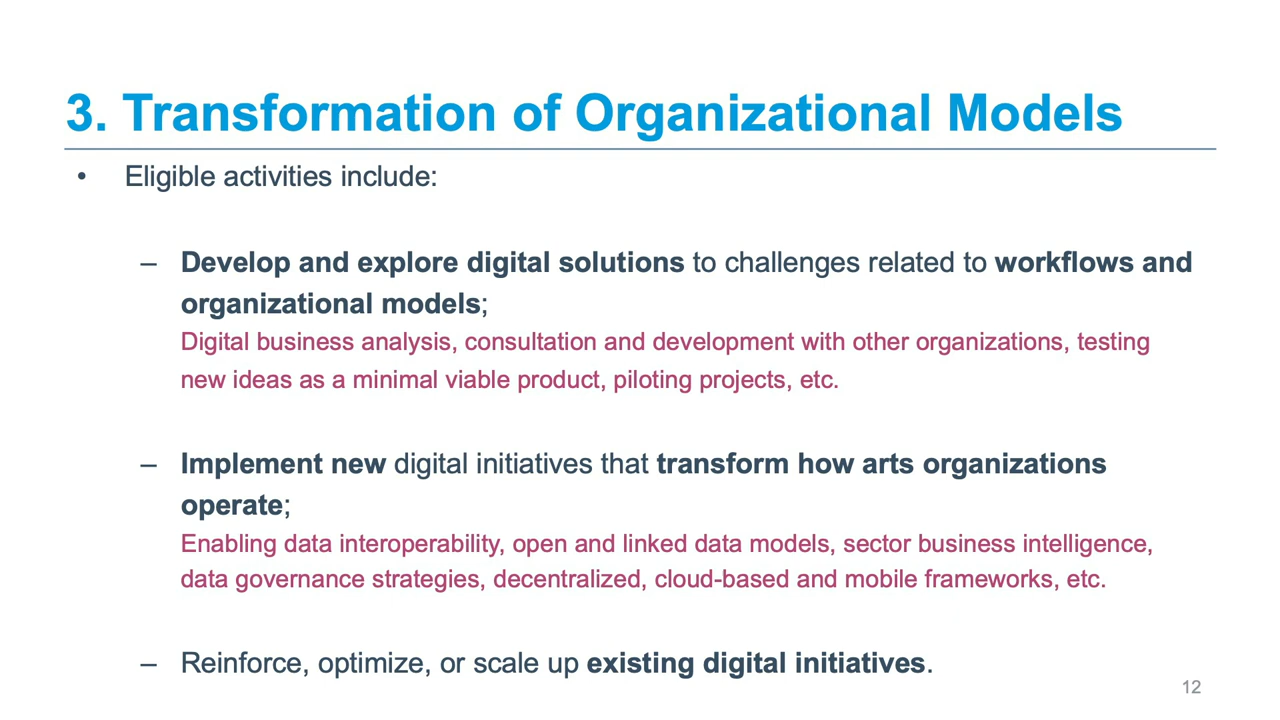 3. Transformation of Organizational Models
• Eligible activities include:
– Develop and explore digital solutions to challenges related to workflows and
organizational models;
Digital business analysis, consultation and development with other organizations, testing
new ideas as a minimal viable product, piloting projects, etc.
– Implement new digital initiatives that transform how arts organizations
operate;
Enabling data interoperability, open and linked data models, sector business intelligence,
data governance strategies, decentralized, cloud-based and mobile frameworks, etc.
– Reinforce, optimize, or scale up existing digital initiatives.
12